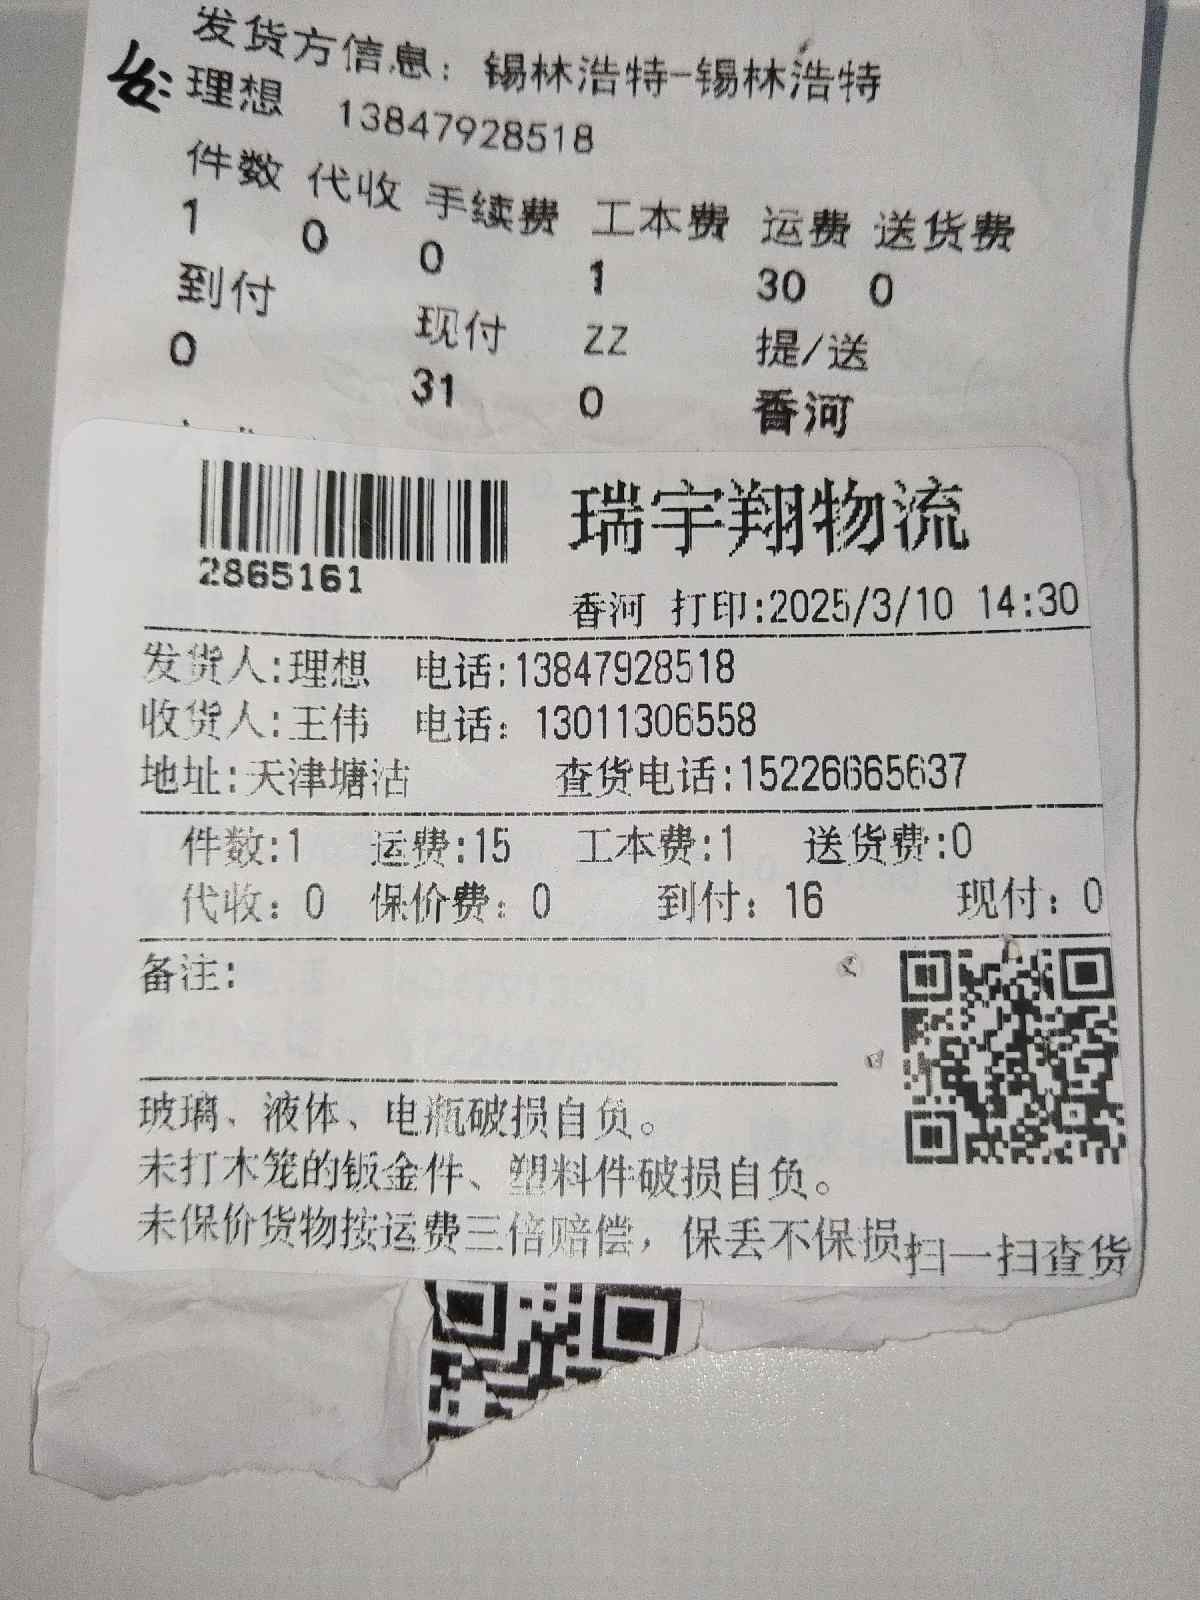 发货方信息：锡林浩特-锡林浩特
发: 理想 13847928518
件数 代收 手续费 工本费 运费 送货费
1 0 0 1 30 0
到付 现付 ZZ 提/送
0 31 0 香河
瑞宇翔物流
2865161
香河 打印:2025/3/10 14:30
发货人:理想 电话:13847928518
收货人:王伟 电话: 13011306558
地址:天津塘沽 查货电话:15226665637
件数:1 运费:15 工本费:1 送货费:0
代收: 0 保价费: 0 到付: 16 现付: 0
备注:
玻璃、液体、电瓶破损自负。
未打木笼的钣金件、塑料件破损自负。
未保价货物按运费三倍赔偿，保丢不保损
扫一扫查货